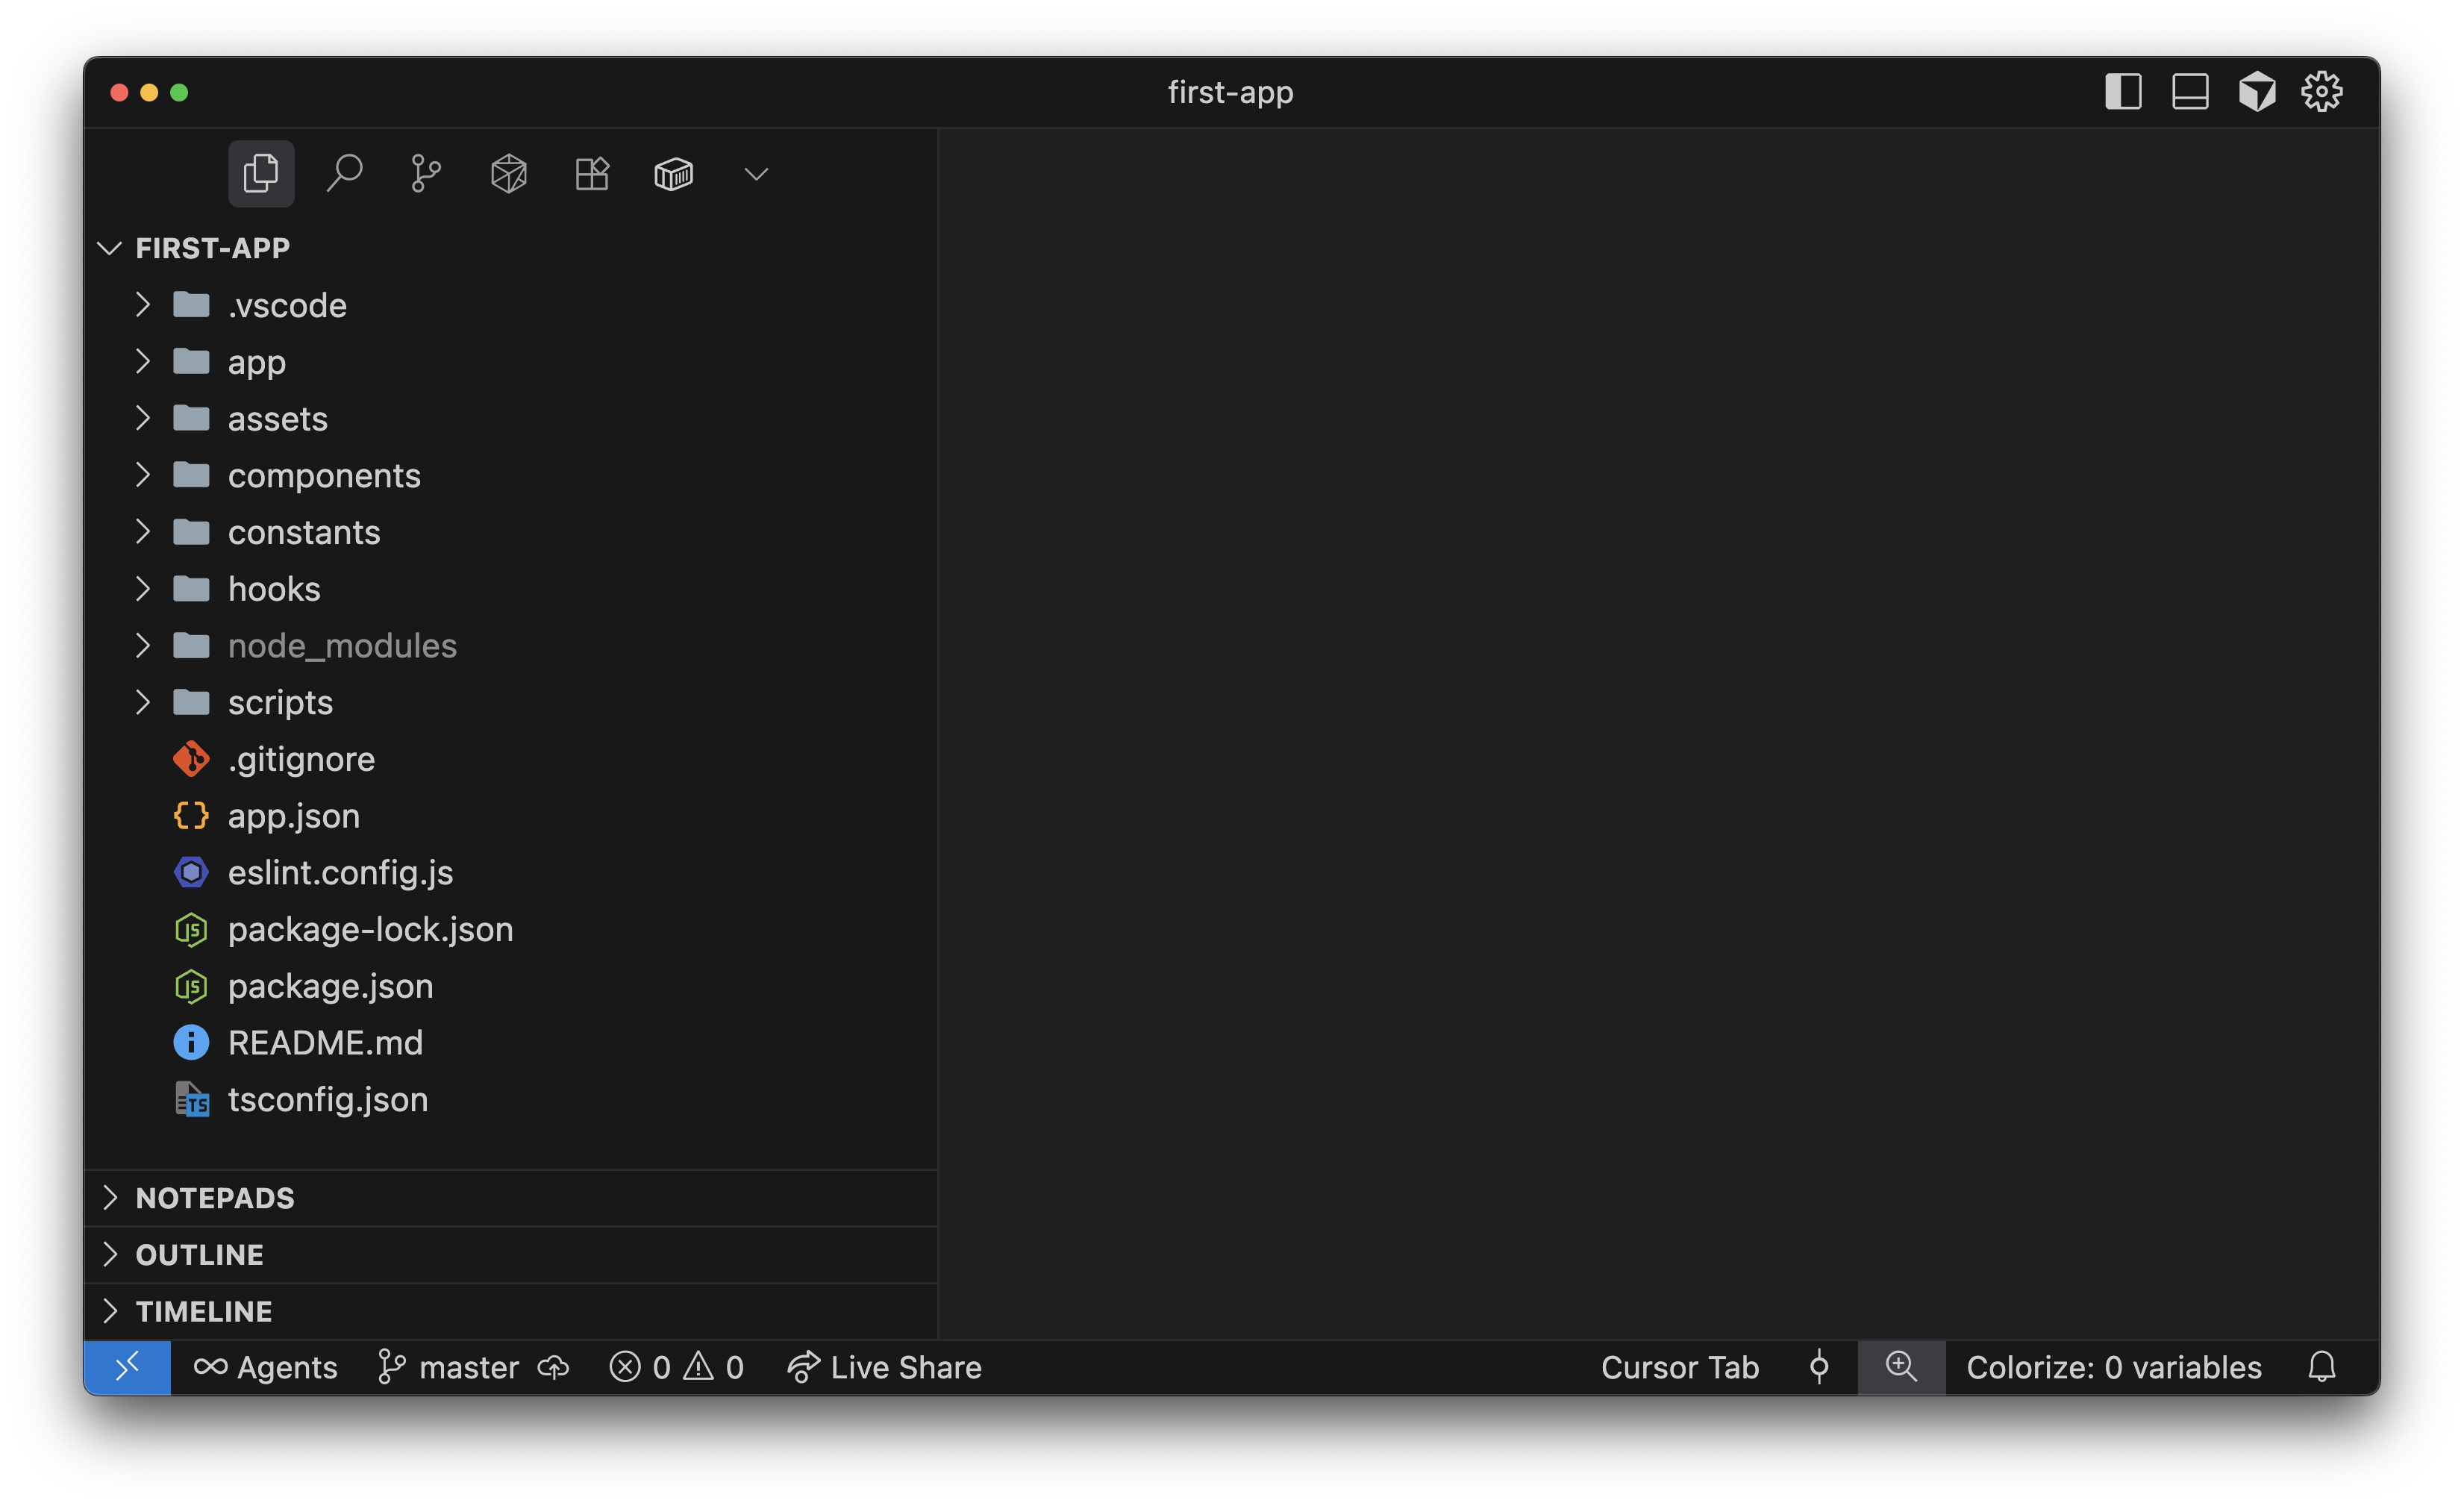 first-app
FIRST-APP
.vscode
app
assets
components
constants
hooks
node_modules
scripts
.gitignore
app.json
eslint.config.js
package-lock.json
package.json
README.md
tsconfig.json
NOTEPADS
OUTLINE
TIMELINE
Agents master 0 0 Live Share Cursor Tab Colorize: 0 variables